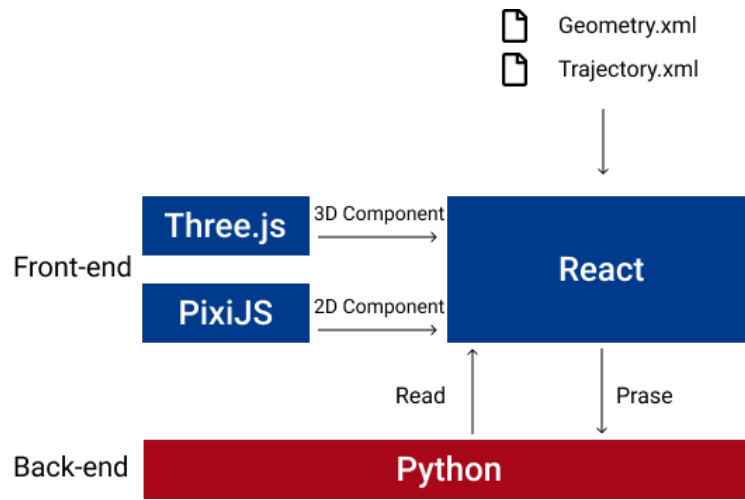 Geometry.xml
Trajectory.xml
Three.js
3D Component
Front-end
React
PixiJS
2D Component
Read
Prase
Back-end
Python